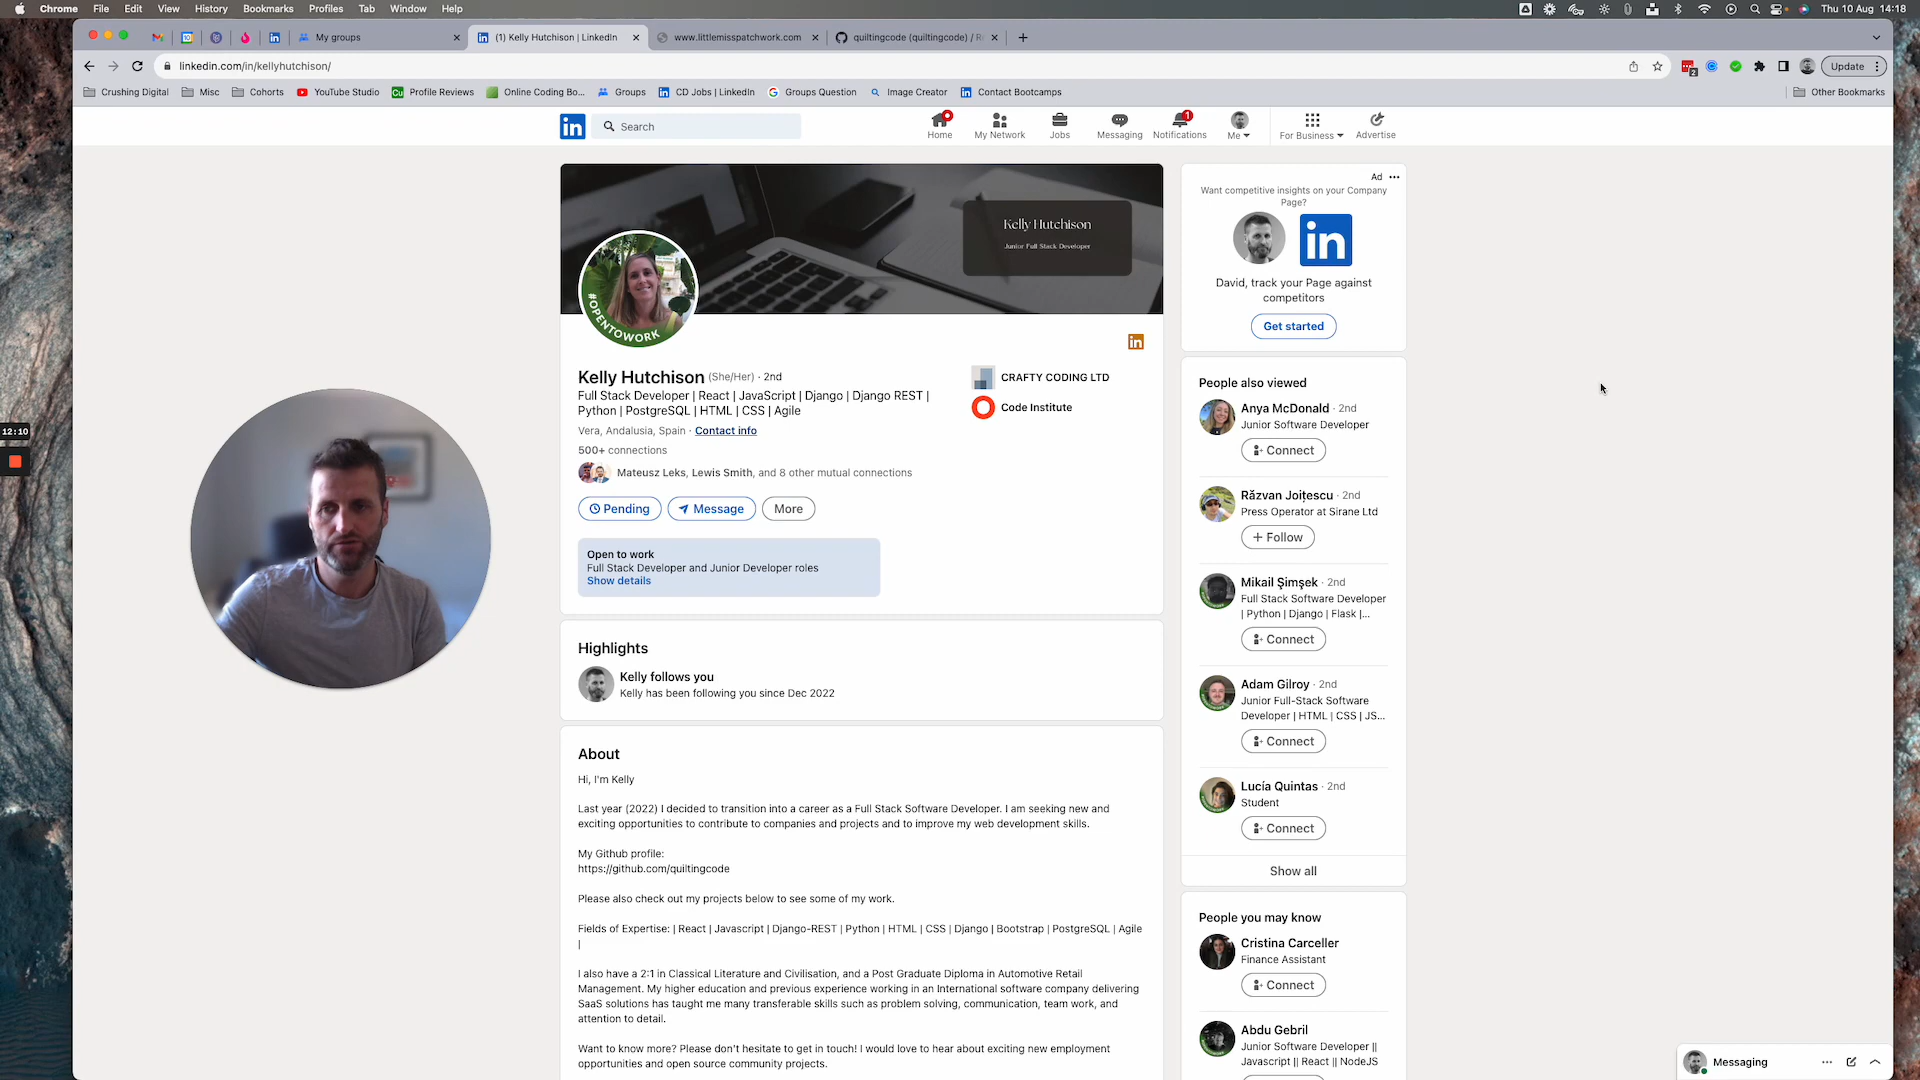 Chrome File Edit View History Bookmarks Profiles Tab Window Help
Thu 10 Aug 14:18
My groups
(1) Kelly Hutchison | LinkedIn
www.littlemisspatchwork.com
quiltingcode (quiltingcode) / R
linkedin.com/in/kellyhutchison/
2
Update
Crushing Digital
Misc
Cohorts
YouTube Studio
Profile Reviews
Online Coding Bo...
Groups
CD Jobs | LinkedIn
Groups Question
Image Creator
Contact Bootcamps
Other Bookmarks
in
Search
Home
My Network
Jobs
Messaging
1
Notifications
Me
For Business
Advertise
Kelly Hutchison
Junior Full Stack Developer
#OPENTOWORK
in
Kelly Hutchison (She/Her) · 2nd
Full Stack Developer | React | JavaScript | Django | Django REST |
Python | PostgreSQL | HTML | CSS | Agile
Vera, Andalusia, Spain · Contact info
500+ connections
Mateusz Leks, Lewis Smith, and 8 other mutual connections
CRAFTY CODING LTD
Code Institute
Pending
Message
More
Open to work
Full Stack Developer and Junior Developer roles
Show details
12:10
Highlights
Kelly follows you
Kelly has been following you since Dec 2022
About
Hi, I'm Kelly
Last year (2022) I decided to transition into a career as a Full Stack Software Developer. I am seeking new and
exciting opportunities to contribute to companies and projects and to improve my web development skills.
My Github profile:
https://github.com/quiltingcode
Please also check out my projects below to see some of my work.
Fields of Expertise: | React | Javascript | Django-REST | Python | HTML | CSS | Django | Bootstrap | PostgreSQL | Agile
|
I also have a 2:1 in Classical Literature and Civilisation, and a Post Graduate Diploma in Automotive Retail
Management. My higher education and previous experience working in an International software company delivering
SaaS solutions has taught me many transferable skills such as problem solving, communication, team work, and
attention to detail.
Want to know more? Please don't hesitate to get in touch! I would love to hear about exciting new employment
opportunities and open source community projects.
Ad
Want competitive insights on your Company
Page?
in
David, track your Page against
competitors
Get started
People also viewed
Anya McDonald · 2nd
Junior Software Developer
Connect
Răzvan Joițescu · 2nd
Press Operator at Sirane Ltd
Follow
Mikail Şimşek · 2nd
Full Stack Software Developer
| Python | Django | Flask |...
Connect
Adam Gilroy · 2nd
Junior Full-Stack Software
Developer | HTML | CSS | JS...
Connect
Lucía Quintas · 2nd
Student
Connect
Show all
People you may know
Cristina Carceller
Finance Assistant
Connect
Abdu Gebril
Junior Software Developer ||
Javascript || React || NodeJS
Messaging